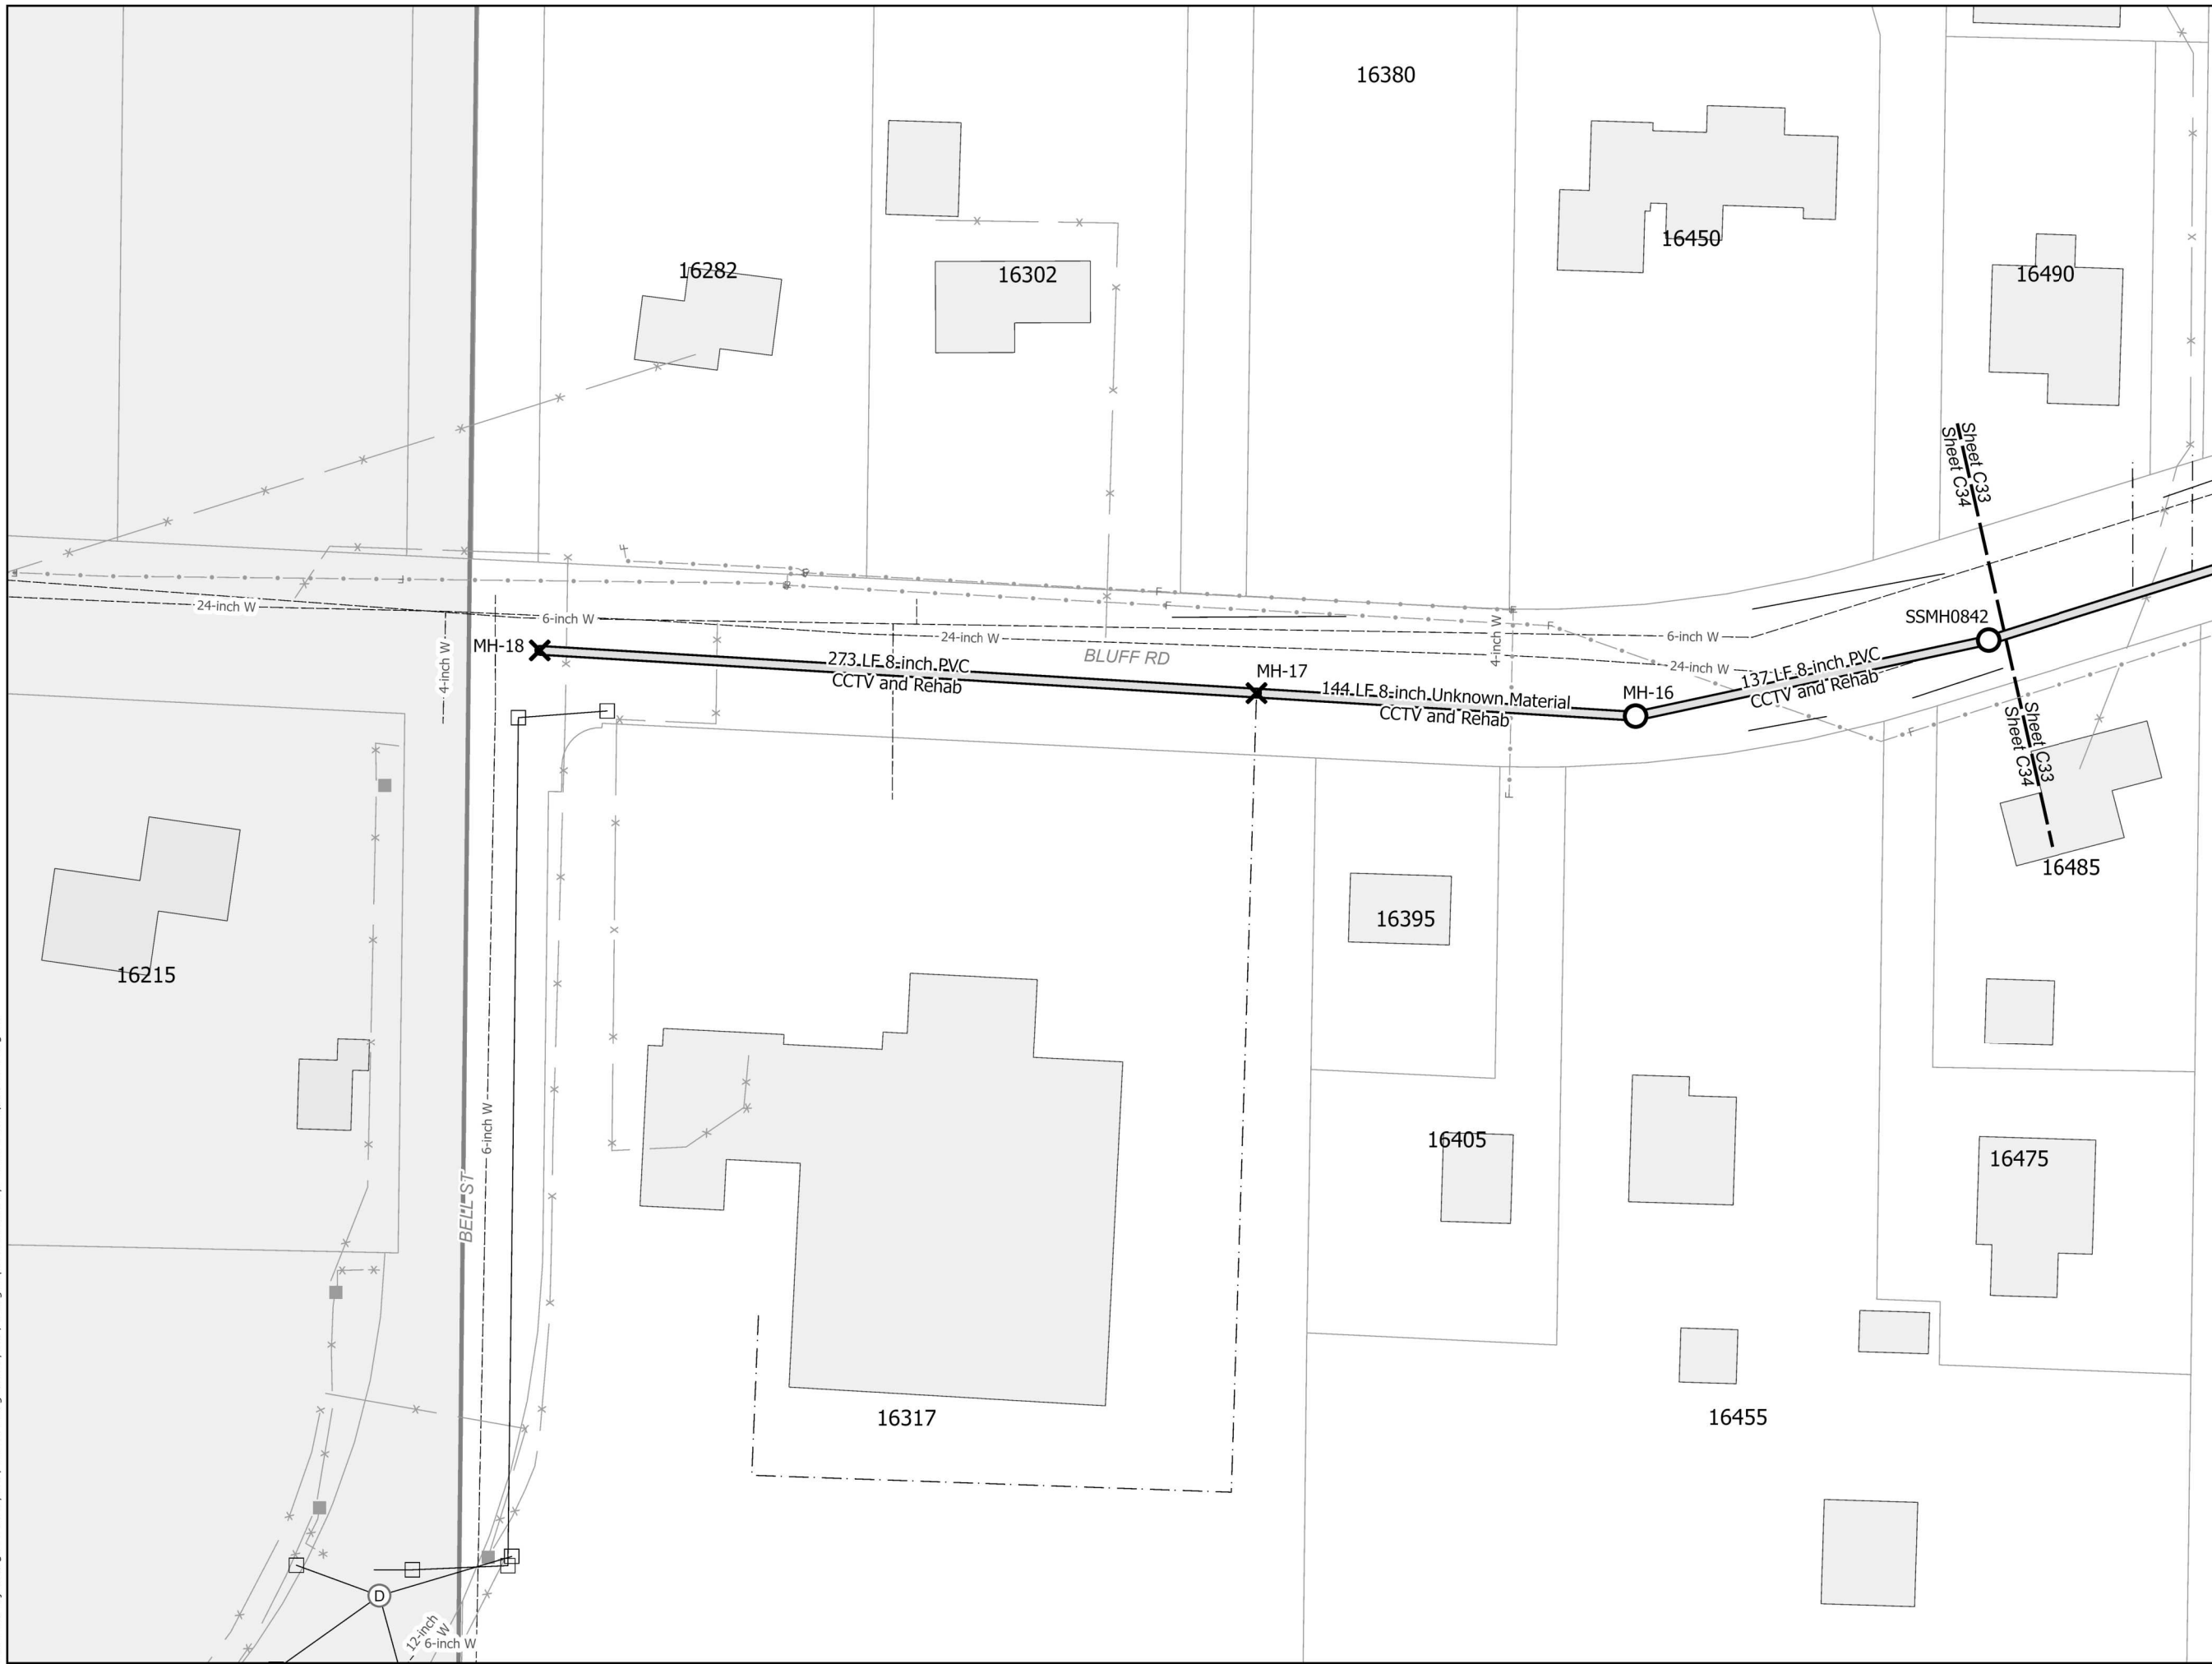 16380
16450
16282
16302
16490
Sheet C33
Sheet C34
24-inch W
6-inch W
F
F
F
F
F
4-inch W
MH-18
273 LF 8-inch PVC
CCTV and Rehab
24-inch W
BLUFF RD
MH-17
144 LF 8-inch Unknown Material
CCTV and Rehab
4-inch W
6-inch W
24-inch W
MH-16
137 LF 8-inch PVC
CCTV and Rehab
SSMH0842
F
F
Sheet C33
Sheet C34
16485
16395
16215
16405
16475
6-inch W
BELL ST
16317
16455
D
12-inch
W
6-inch W